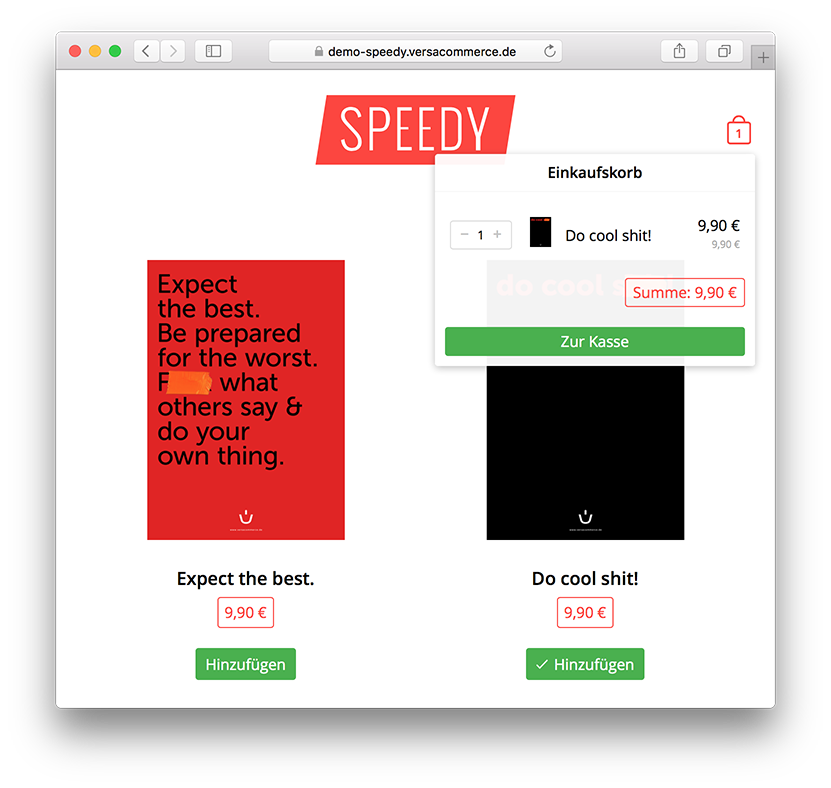 demo-speedy.versacommerce.de
SPEEDY
1
Einkaufskorb
1
Do cool shit!
9,90 €
9,90 €
do cool
Summe: 9,90 €
Zur Kasse
Expect
the best.
Be prepared
for the worst.
what
others say &
do your
own thing.
www.versacommerce.de
www.versacommerce.de
Expect the best.
9,90 €
Hinzufügen
Do cool shit!
9,90 €
Hinzufügen